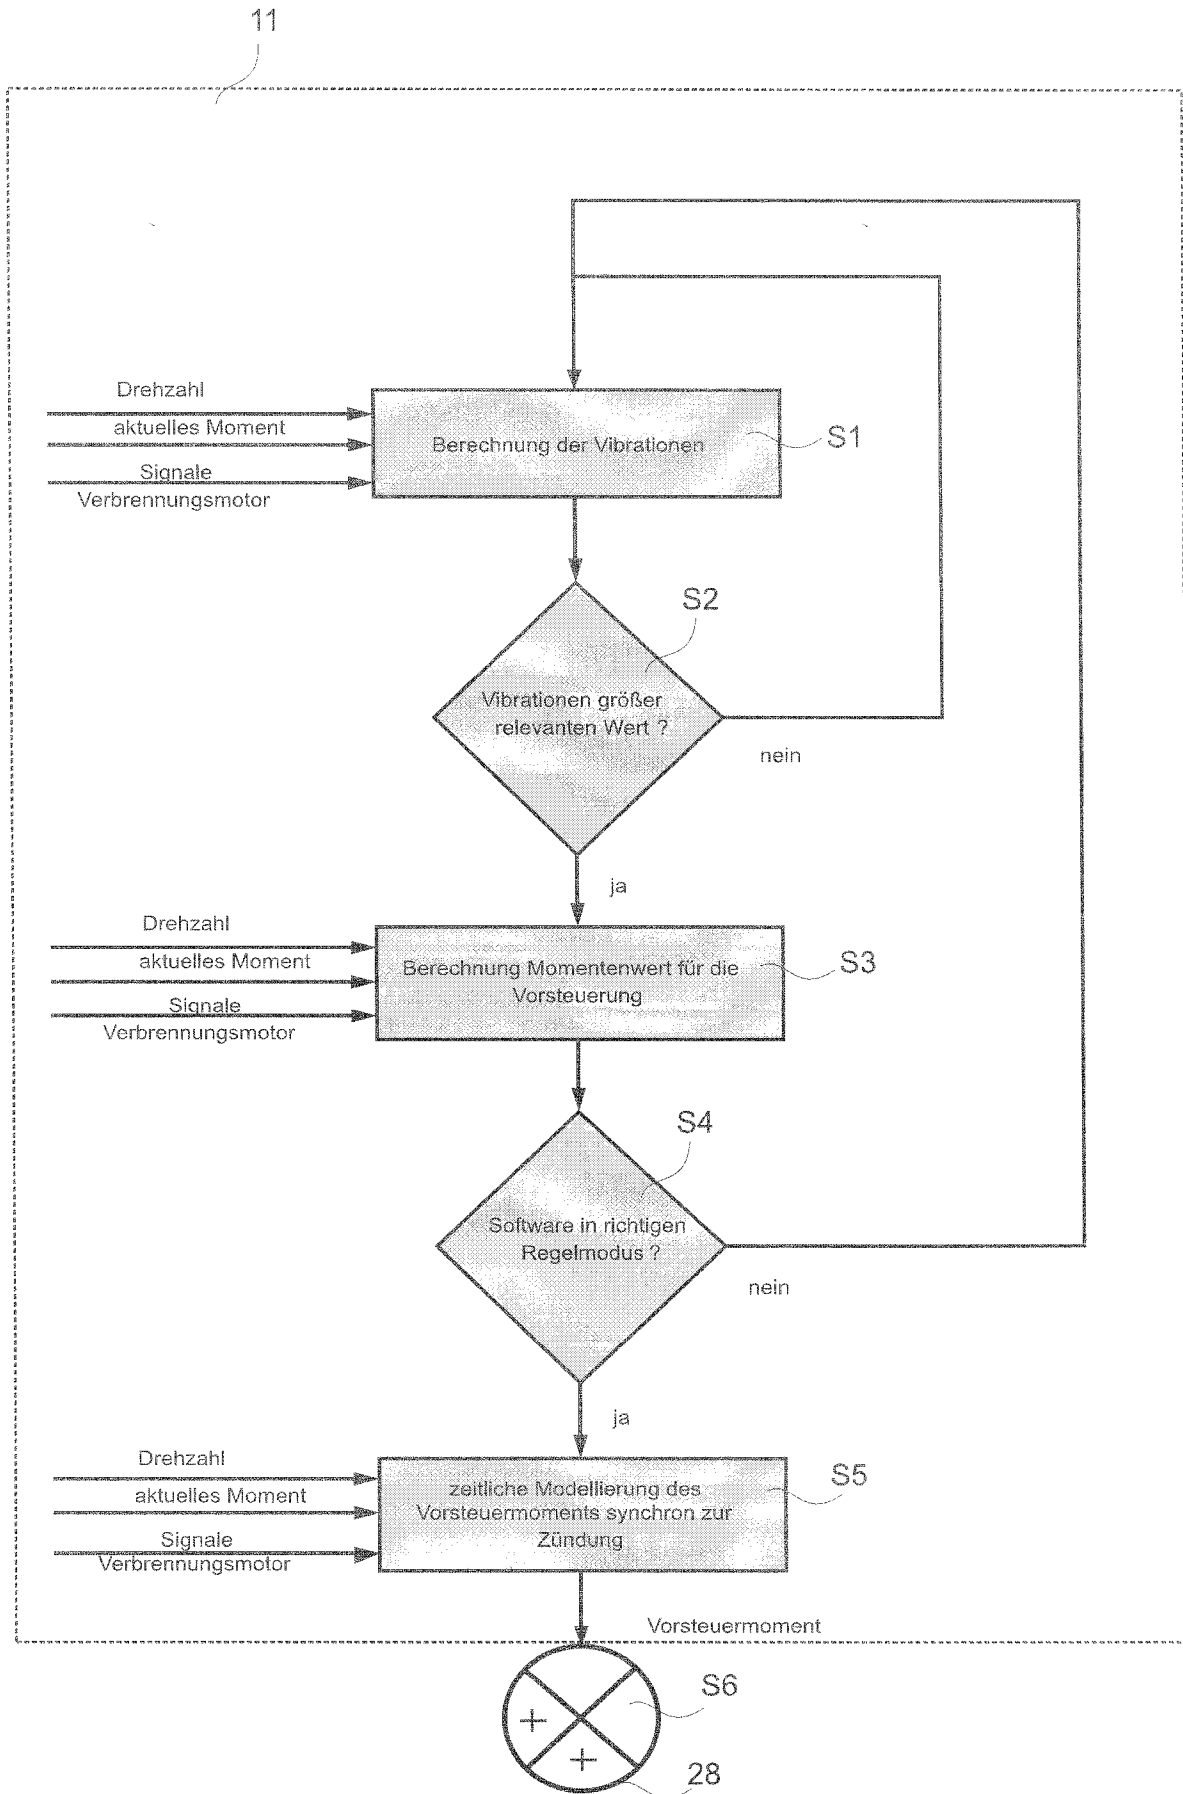 11
Drehzahl
aktuelles Moment
Signale
Verbrennungsmotor
Berechnung der Vibrationen
S1
S2
Vibrationen größer
relevanten Wert ?
nein
ja
Drehzahl
aktuelles Moment
Signale
Verbrennungsmotor
Berechnung Momentenwert für die
Vorsteuerung
S3
S4
Software in richtigen
Regelmodus ?
nein
ja
Drehzahl
aktuelles Moment
Signale
Verbrennungsmotor
zeitliche Modellierung des
Vorsteuermoments synchron zur
Zündung
S5
Vorsteuermoment
S6
+
+
28